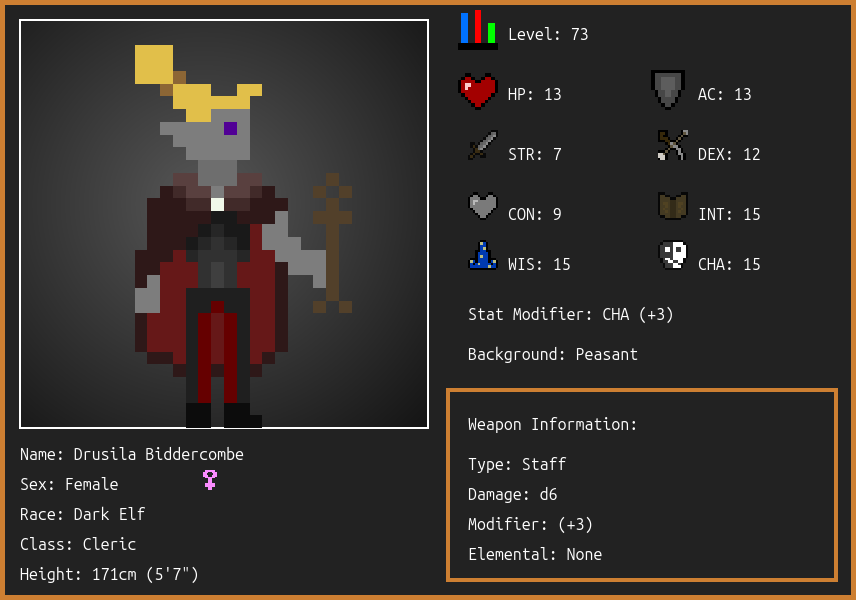 Level: 73
HP: 13
AC: 13
STR: 7
DEX: 12
CON: 9
INT: 15
WIS: 15
CHA: 15
Stat Modifier: CHA (+3)
Background: Peasant
Weapon Information:
Type: Staff
Damage: d6
Modifier: (+3)
Elemental: None
Name: Drusila Biddercombe
Sex: Female
Race: Dark Elf
Class: Cleric
Height: 171cm (5'7")